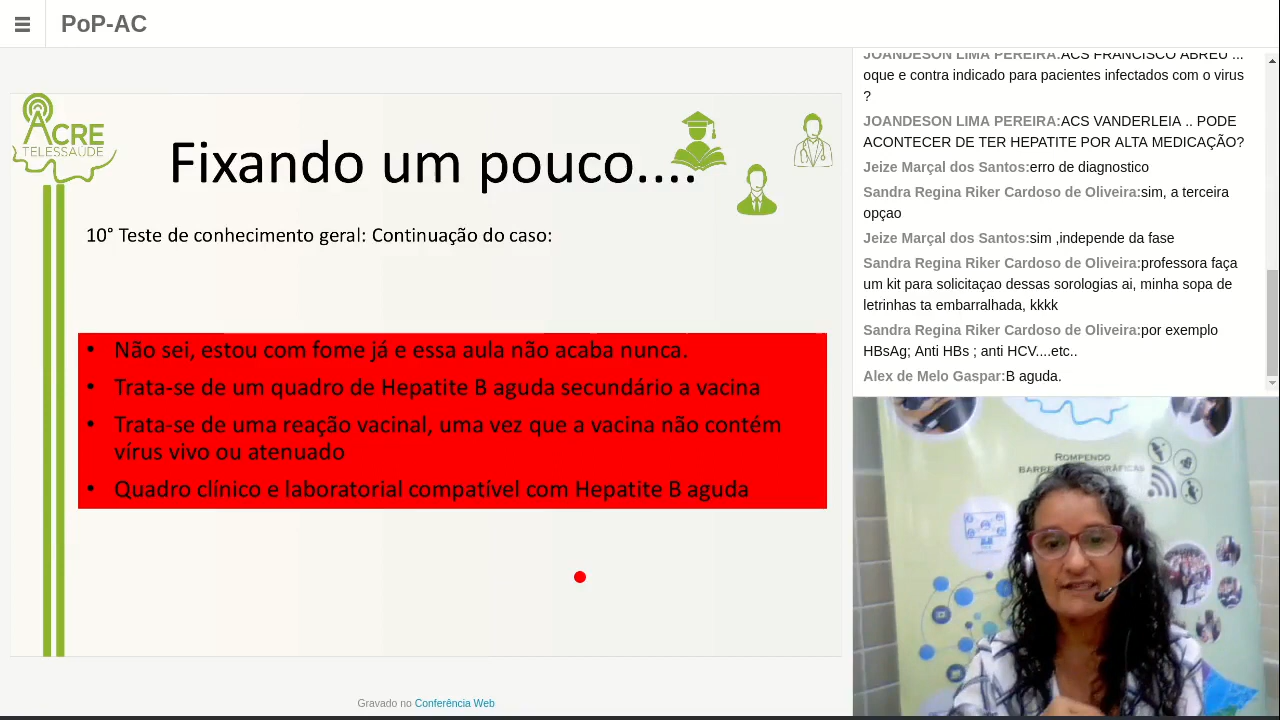 PoP-AC
ACRE
TELESSAÚDE
Fixando um pouco....
10° Teste de conhecimento geral: Continuação do caso:
• Não sei, estou com fome já e essa aula não acaba nunca.
• Trata-se de um quadro de Hepatite B aguda secundário a vacina
• Trata-se de uma reação vacinal, uma vez que a vacina não contém
vírus vivo ou atenuado
• Quadro clínico e laboratorial compatível com Hepatite B aguda
Gravado no Conferência Web
JOANDESON LIMA PEREIRA:ACS FRANCISCO ABREU ...
oque e contra indicado para pacientes infectados com o virus
?
JOANDESON LIMA PEREIRA:ACS VANDERLEIA .. PODE
ACONTECER DE TER HEPATITE POR ALTA MEDICAÇÃO?
Jeize Marçal dos Santos:erro de diagnostico
Sandra Regina Riker Cardoso de Oliveira:sim, a terceira
opçao
Jeize Marçal dos Santos:sim ,independe da fase
Sandra Regina Riker Cardoso de Oliveira:professora faça
um kit para solicitaçao dessas sorologias ai, minha sopa de
letrinhas ta embarralhada, kkkk
Sandra Regina Riker Cardoso de Oliveira:por exemplo
HBsAg; Anti HBs ; anti HCV....etc..
Alex de Melo Gaspar:B aguda.
ROMPENDO